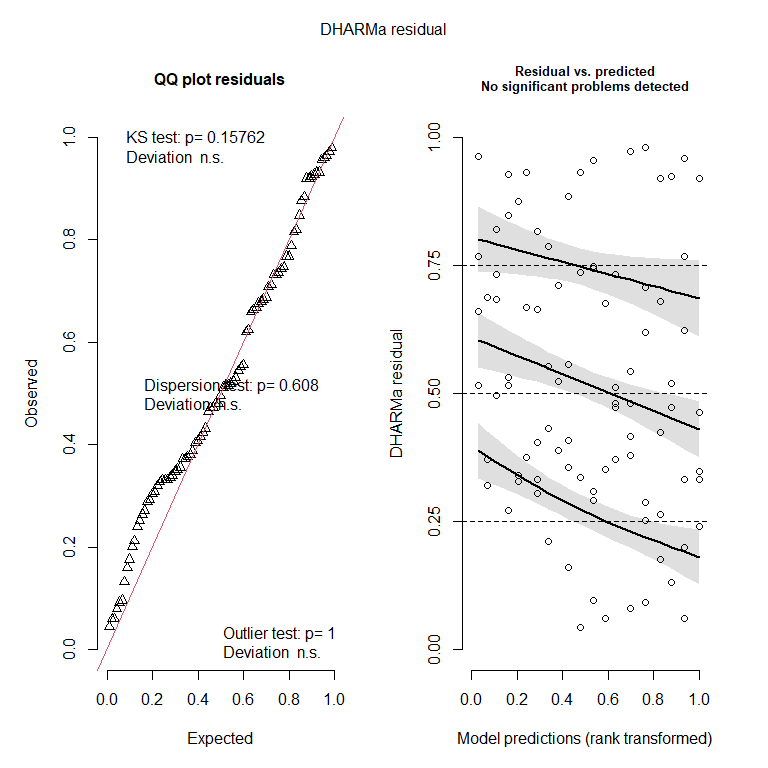 DHARMa residual
QQ plot residuals
KS test: p= 0.15762
Deviation n.s.
Dispersion test: p= 0.608
Deviation n.s.
Outlier test: p= 1
Deviation n.s.
Observed
0.0
0.2
0.4
0.6
0.8
1.0
0.0
0.2
0.4
0.6
0.8
1.0
Expected
Residual vs. predicted
No significant problems detected
DHARMa residual
0.00
0.25
0.50
0.75
1.00
0.0
0.2
0.4
0.6
0.8
1.0
Model predictions (rank transformed)